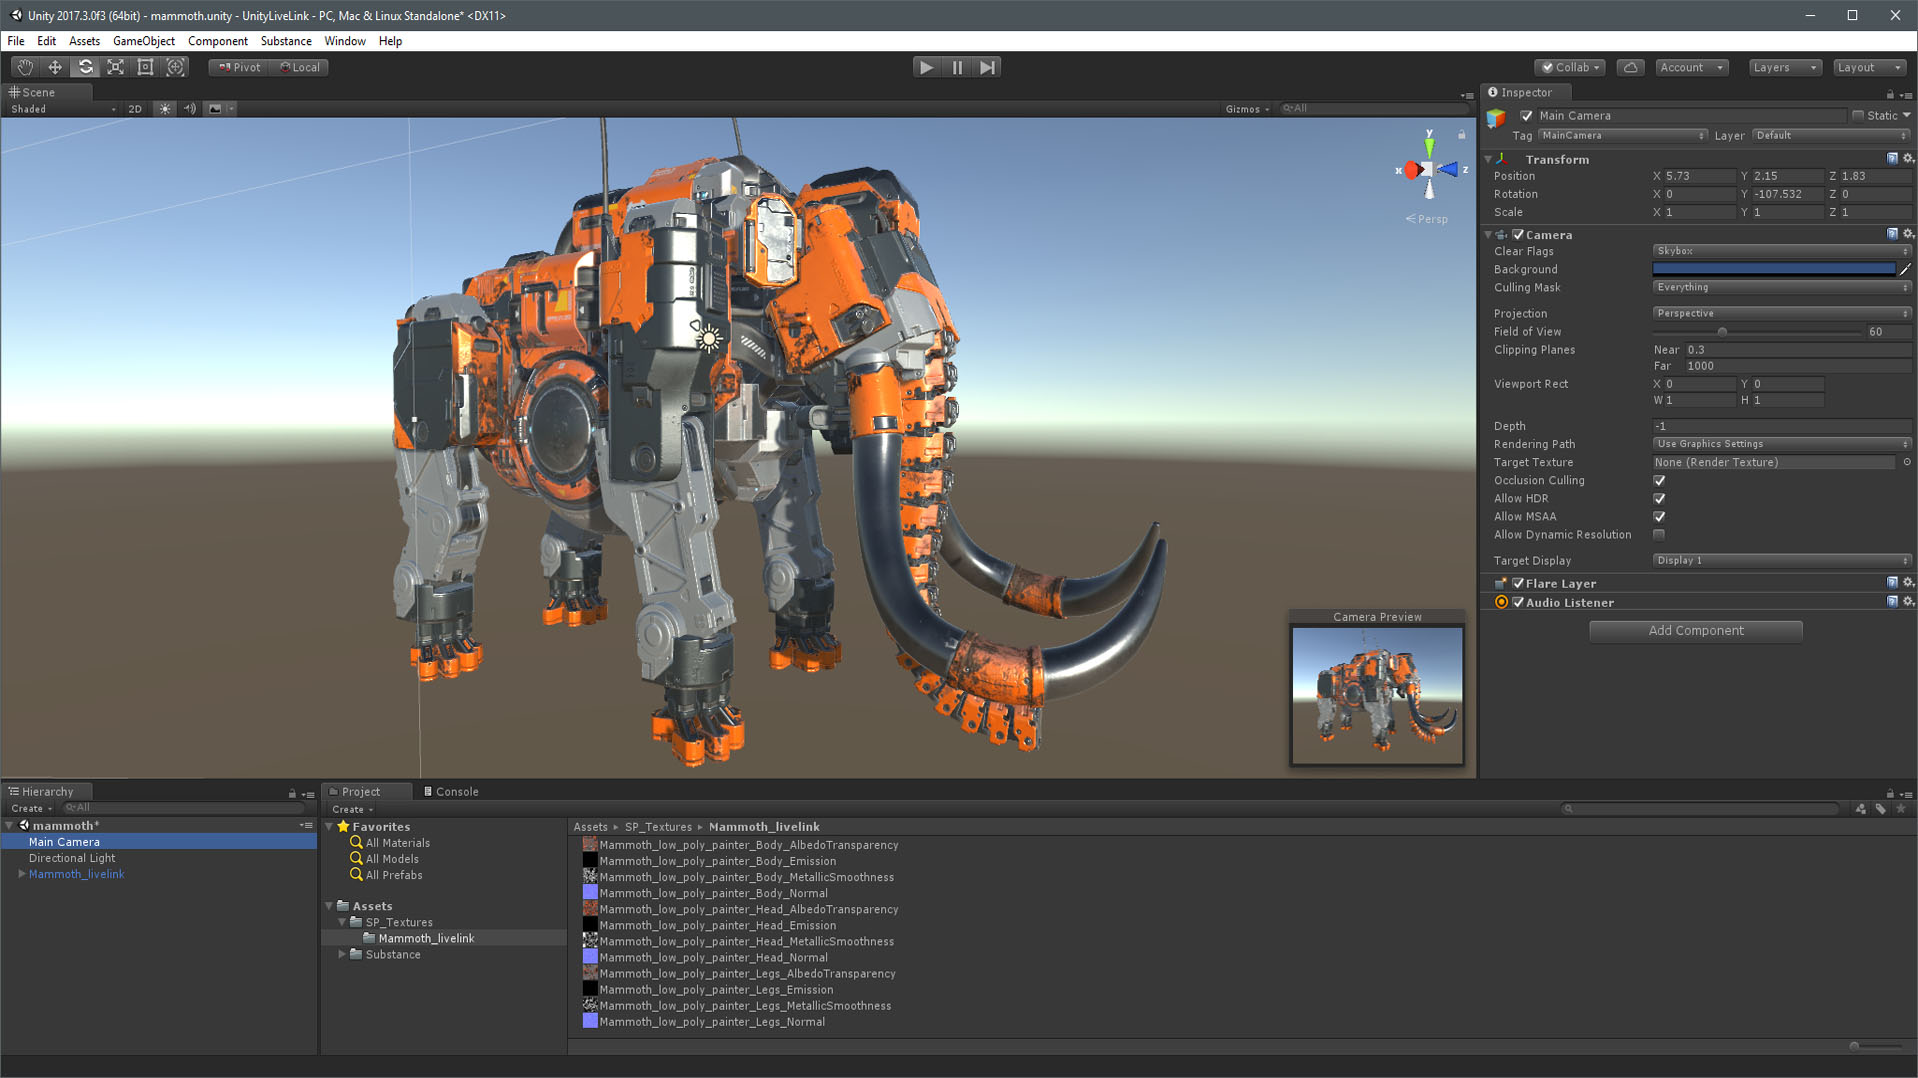 Unity 2017.3.0f3 (64bit) - mammoth.unity - UnityLiveLink - PC, Mac & Linux Standalone* <DX11>
File Edit Assets GameObject Component Substance Window Help
Pivot Local Collab Account Layers Layout
Scene
Shaded 2D Gizmos All
y
x z
Persp
Camera Preview
Inspector
Main Camera Static
Tag MainCamera Layer Default
Transform
Position X 5.73 Y 2.15 Z 1.83
Rotation X 0 Y -107.532 Z 0
Scale X 1 Y 1 Z 1
Camera
Clear Flags Skybox
Background
Culling Mask Everything
Projection Perspective
Field of View 60
Clipping Planes Near 0.3
Far 1000
Viewport Rect X 0 Y 0
W 1 H 1
Depth -1
Rendering Path Use Graphics Settings
Target Texture None (Render Texture)
Occlusion Culling
Allow HDR
Allow MSAA
Allow Dynamic Resolution
Target Display Display 1
Flare Layer
Audio Listener
Add Component
Hierarchy
Create All
mammoth*
Main Camera
Directional Light
Mammoth_livelink
Project Console
Create
Favorites
All Materials
All Models
All Prefabs
Assets
SP_Textures
Mammoth_livelink
Substance
Assets SP_Textures Mammoth_livelink
Mammoth_low_poly_painter_Body_AlbedoTransparency
Mammoth_low_poly_painter_Body_Emission
Mammoth_low_poly_painter_Body_MetallicSmoothness
Mammoth_low_poly_painter_Body_Normal
Mammoth_low_poly_painter_Head_AlbedoTransparency
Mammoth_low_poly_painter_Head_Emission
Mammoth_low_poly_painter_Head_MetallicSmoothness
Mammoth_low_poly_painter_Head_Normal
Mammoth_low_poly_painter_Legs_AlbedoTransparency
Mammoth_low_poly_painter_Legs_Emission
Mammoth_low_poly_painter_Legs_MetallicSmoothness
Mammoth_low_poly_painter_Legs_Normal